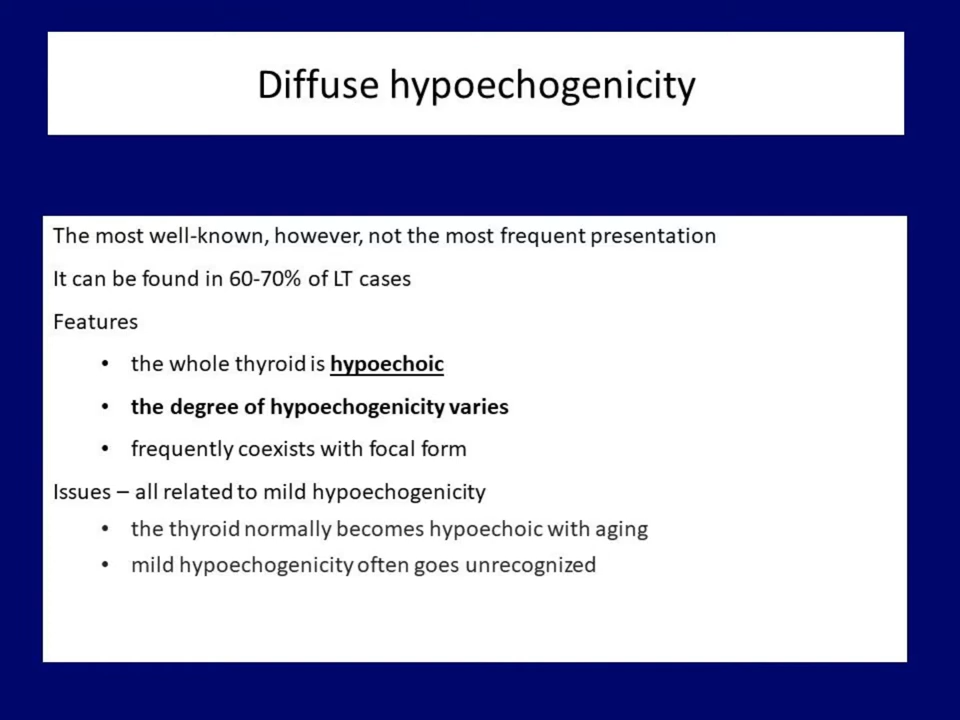 Diffuse hypoechogenicity
The most well-known, however, not the most frequent presentation
It can be found in 60-70% of LT cases
Features
• the whole thyroid is hypoechoic
• the degree of hypoechogenicity varies
• frequently coexists with focal form
Issues – all related to mild hypoechogenicity
• the thyroid normally becomes hypoechoic with aging
• mild hypoechogenicity often goes unrecognized